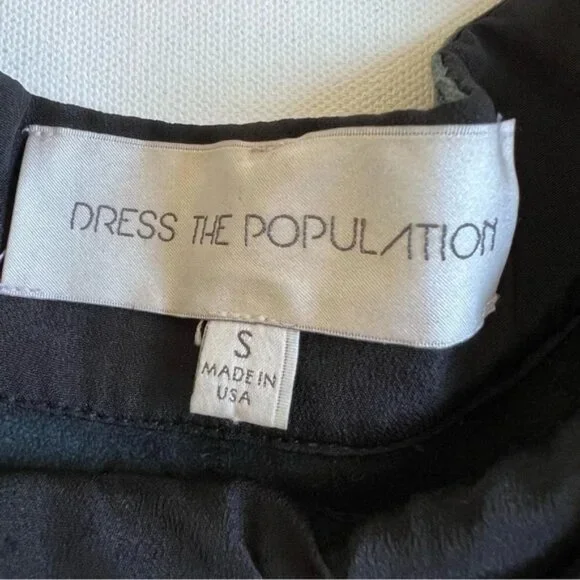 DRESS THE POPULATION
S
MADE IN
USA